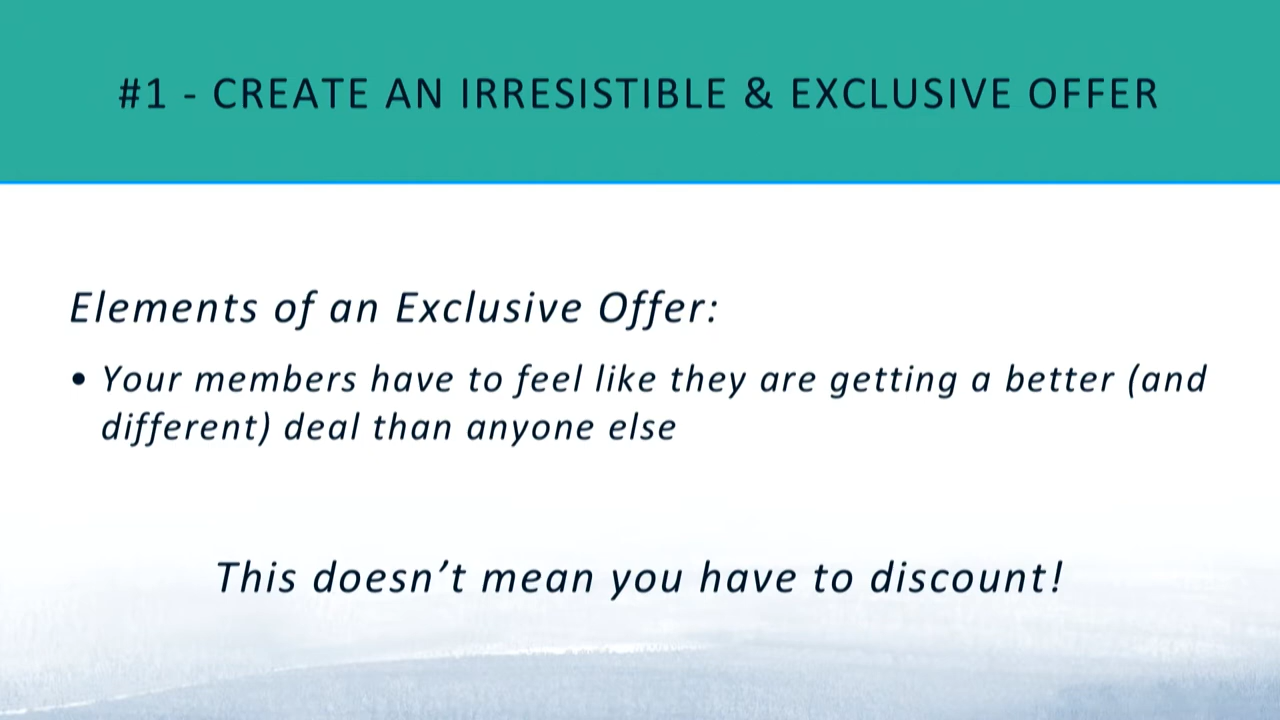 #1 - CREATE AN IRRESISTIBLE & EXCLUSIVE OFFER
Elements of an Exclusive Offer:
• Your members have to feel like they are getting a better (and
different) deal than anyone else
This doesn’t mean you have to discount!